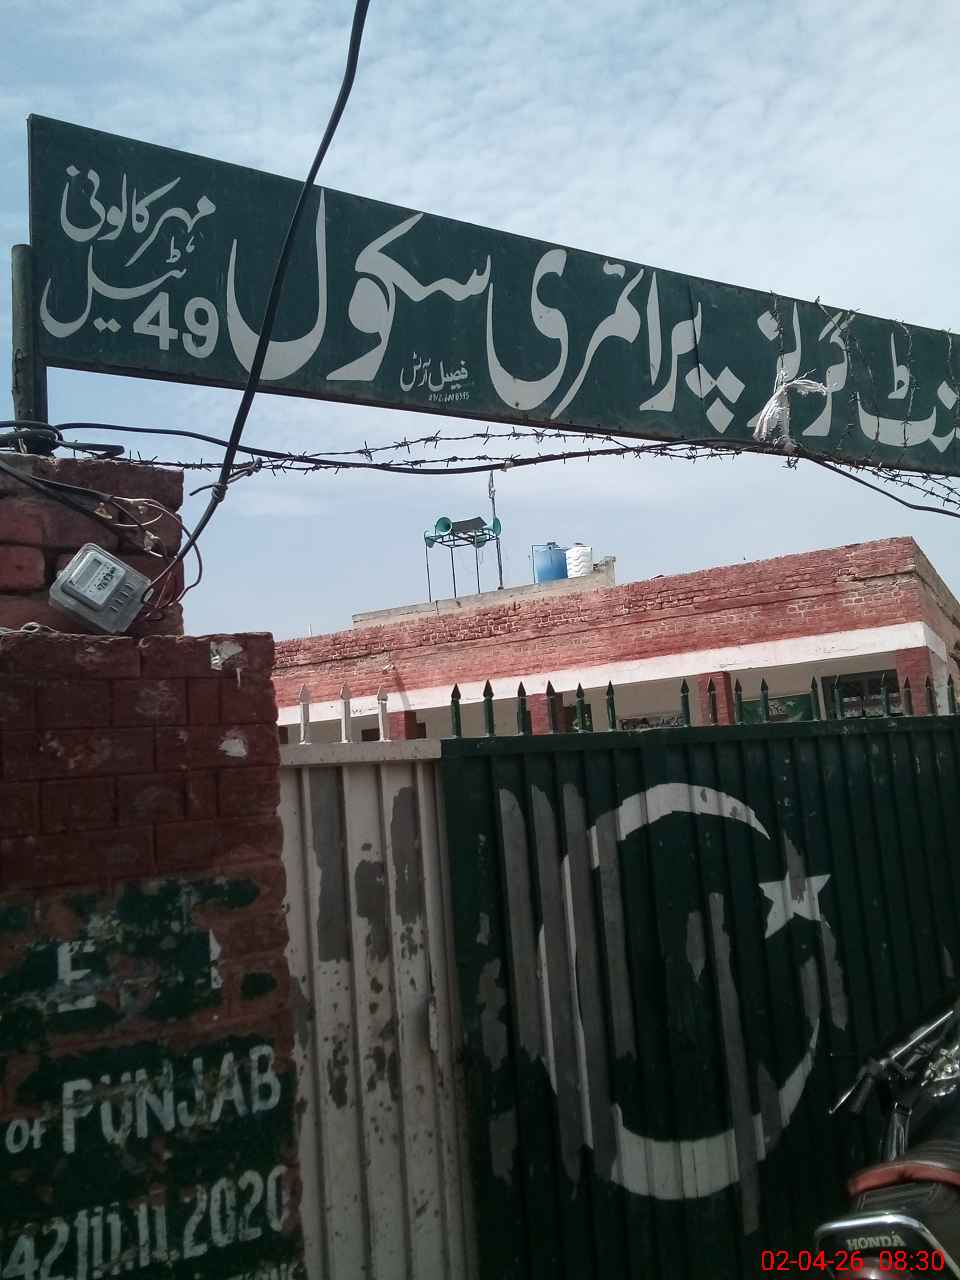 گرلز پرائمری سکول
مہر کالونی
49 ٹیل
فیصل آرٹس
of PUNJAB
11.11.2020
HONDA
02-04-26 08:30